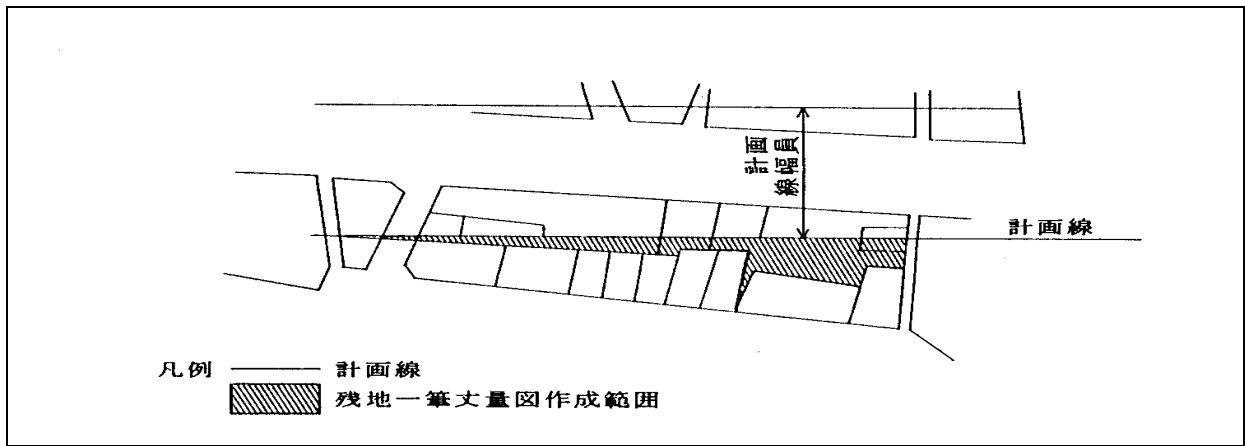 計画
線幅員
計画線
凡例 計画線
残地一筆丈量図作成範囲